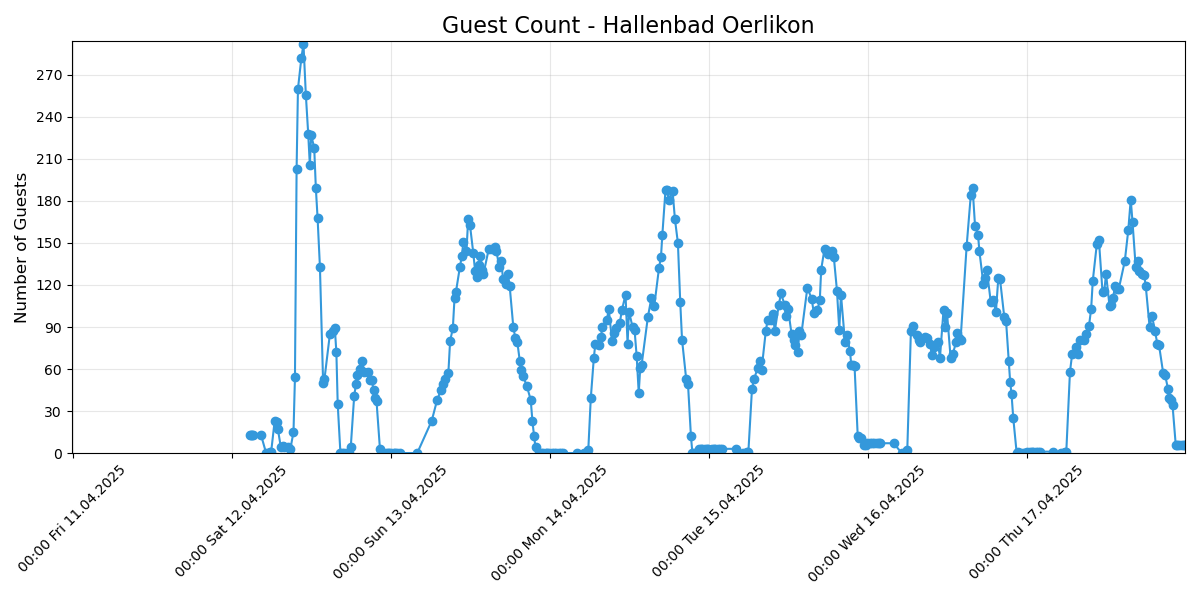 Guest Count - Hallenbad Oerlikon
Number of Guests
270
240
210
180
150
120
90
60
30
0
00:00 Fri 11.04.2025
00:00 Sat 12.04.2025
00:00 Sun 13.04.2025
00:00 Mon 14.04.2025
00:00 Tue 15.04.2025
00:00 Wed 16.04.2025
00:00 Thu 17.04.2025